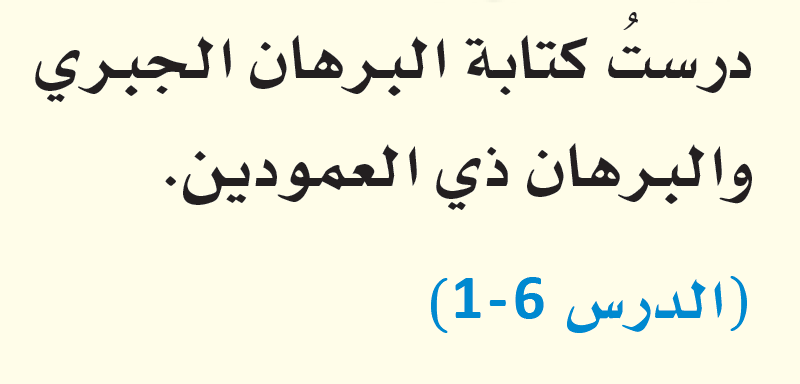 درستُ كتابة البرهان الجبري
والبرهان ذي العمودين.
(الدرس 6-1)